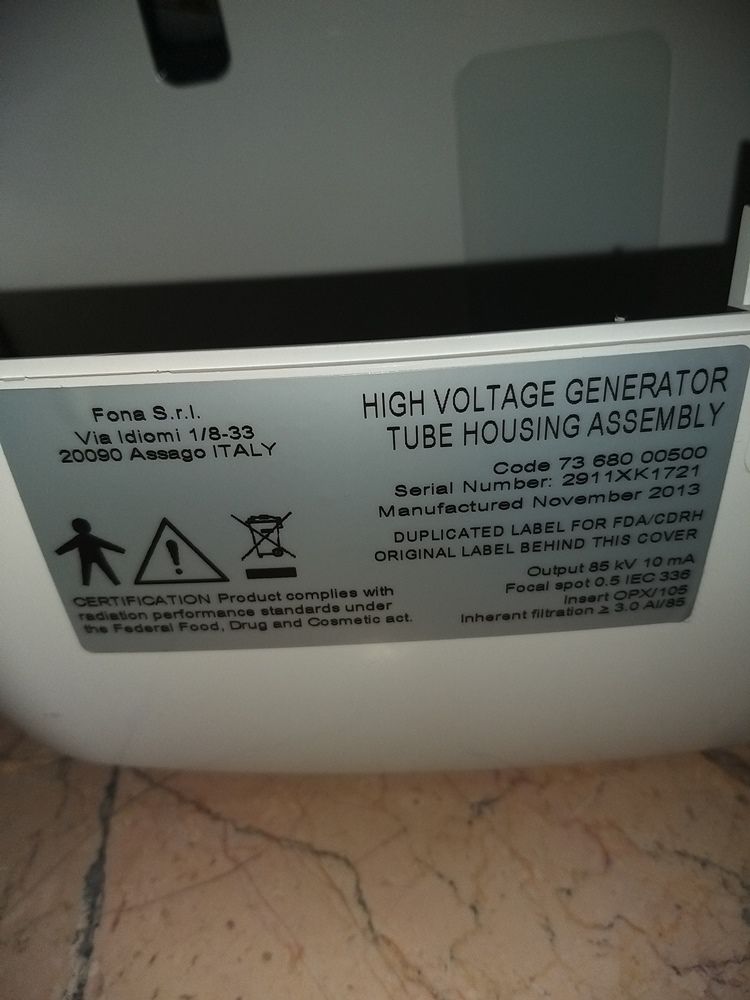 Fona S.r.l.
Via Idiomi 1/8-33
20090 Assago ITALY
HIGH VOLTAGE GENERATOR
TUBE HOUSING ASSEMBLY
Code 73 680 00500
Serial Number: 2911XK1721
Manufactured November 2013
DUPLICATED LABEL FOR FDA/CDRH
ORIGINAL LABEL BEHIND THIS COVER
Output 85 kV 10 mA
Focal spot 0.5 IEC 336
Insert OPX/105
Inherent filtration ≥ 3.0 Al/85
CERTIFICATION Product complies with
radiation performance standards under
the Federal Food, Drug and Cosmetic act.